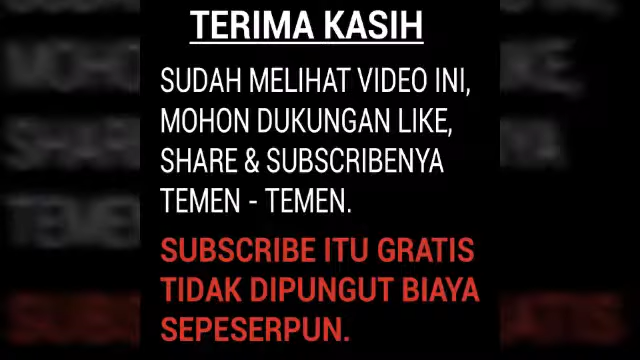 TERIMA KASIH
SUDAH MELIHAT VIDEO INI,
MOHON DUKUNGAN LIKE,
SHARE & SUBSCRIBENYA
TEMEN - TEMEN.
SUBSCRIBE ITU GRATIS
TIDAK DIPUNGUT BIAYA
SEPESERPUN.